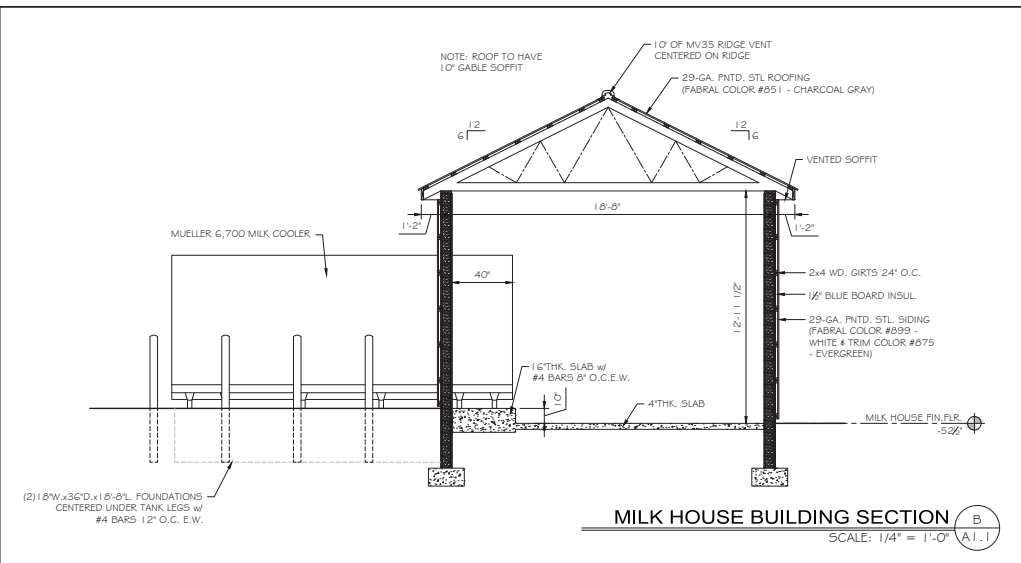 NOTE: ROOF TO HAVE
10" GABLE SOFFIT
10' OF MV35 RIDGE VENT
CENTERED ON RIDGE
29-GA. PNTD. STL ROOFING
(FABRAL COLOR #851 - CHARCOAL GRAY)
12
6
12
6
VENTED SOFFIT
18'-8"
1'-2"
1'-2"
MUELLER 6,700 MILK COOLER
40"
12'-11 1/2"
2x4 WD. GIRTS 24" O.C.
1½" BLUE BOARD INSUL.
29-GA. PNTD. STL. SIDING
(FABRAL COLOR #899 -
WHITE & TRIM COLOR #875
- EVERGREEN)
16"THK. SLAB w/
#4 BARS 8" O.C.E.W.
10"
4"THK. SLAB
MILK HOUSE FIN.FLR.
-52½"
(2)18"W.x36"D.x18'-8"L. FOUNDATIONS
CENTERED UNDER TANK LEGS w/
#4 BARS 12" O.C. E.W.
MILK HOUSE BUILDING SECTION
SCALE: 1/4" = 1'-0"
B
A1.1